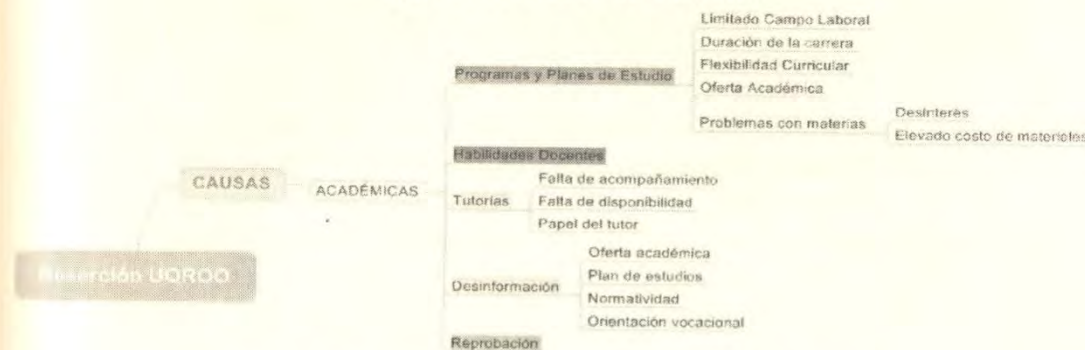 Limitado Campo Laboral
Duración de la carrera
Programas y Planes de Estudio
Flexibilidad Curricular
Oferta Académica
Problemas con materias
Desinterés
Elevado costo de materiales
Habilidades Docentes
CAUSAS
ACADÉMICAS
Tutorías
Falta de acompañamiento
Falta de disponibilidad
Papel del tutor
Deserción UQROO
Desinformación
Oferta académica
Plan de estudios
Normatividad
Orientación vocacional
Reprobación